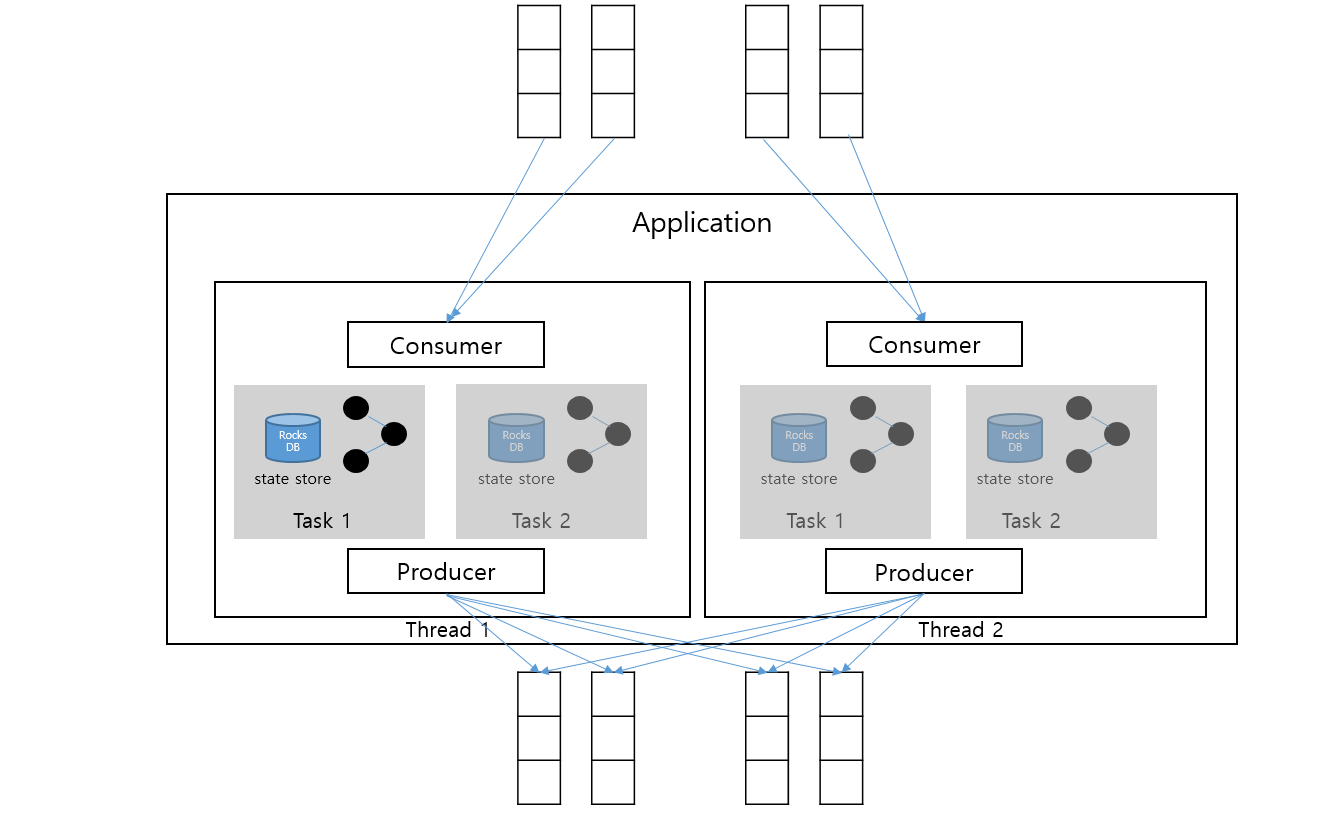 Application
Consumer
Consumer
Rocks
DB
state store
Task 1
Rocks
DB
state store
Task 2
Rocks
DB
state store
Task 1
Rocks
DB
state store
Task 2
Producer
Producer
Thread 1
Thread 2